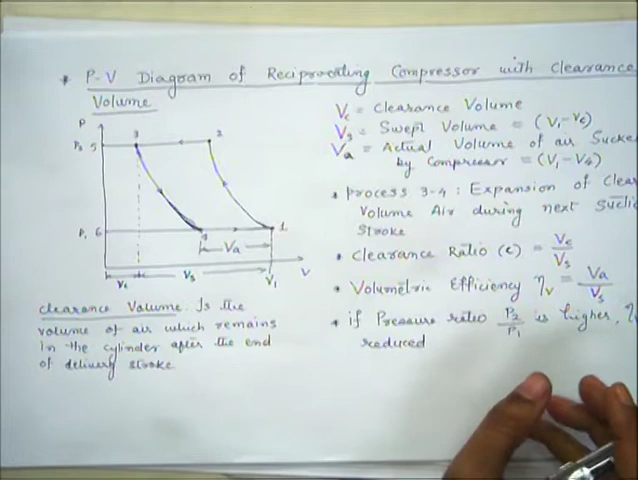 * P-V Diagram of Reciprocating Compressor with Clearance
Volume
P
P₂ 5 3 2
P₁ 6 4 1
Va
Vc Vs V₁ V
Clearance Volume Is the
volume of air which remains
in the cylinder after the end
of delivery stroke
Vc = Clearance Volume
Vs = Swept Volume = (V₁-Vc)
Va = Actual Volume of air Sucked
by Compressor = (V₁-V₄)
* Process 3-4 : Expansion of Clear
Volume Air during next Suctio
Stroke
* Clearance Ratio (c) = Vc/Vs
* Volumetric Efficiency ηv = Va/Vs
* if Pressure ratio P₂/P₁ is higher, η
reduced